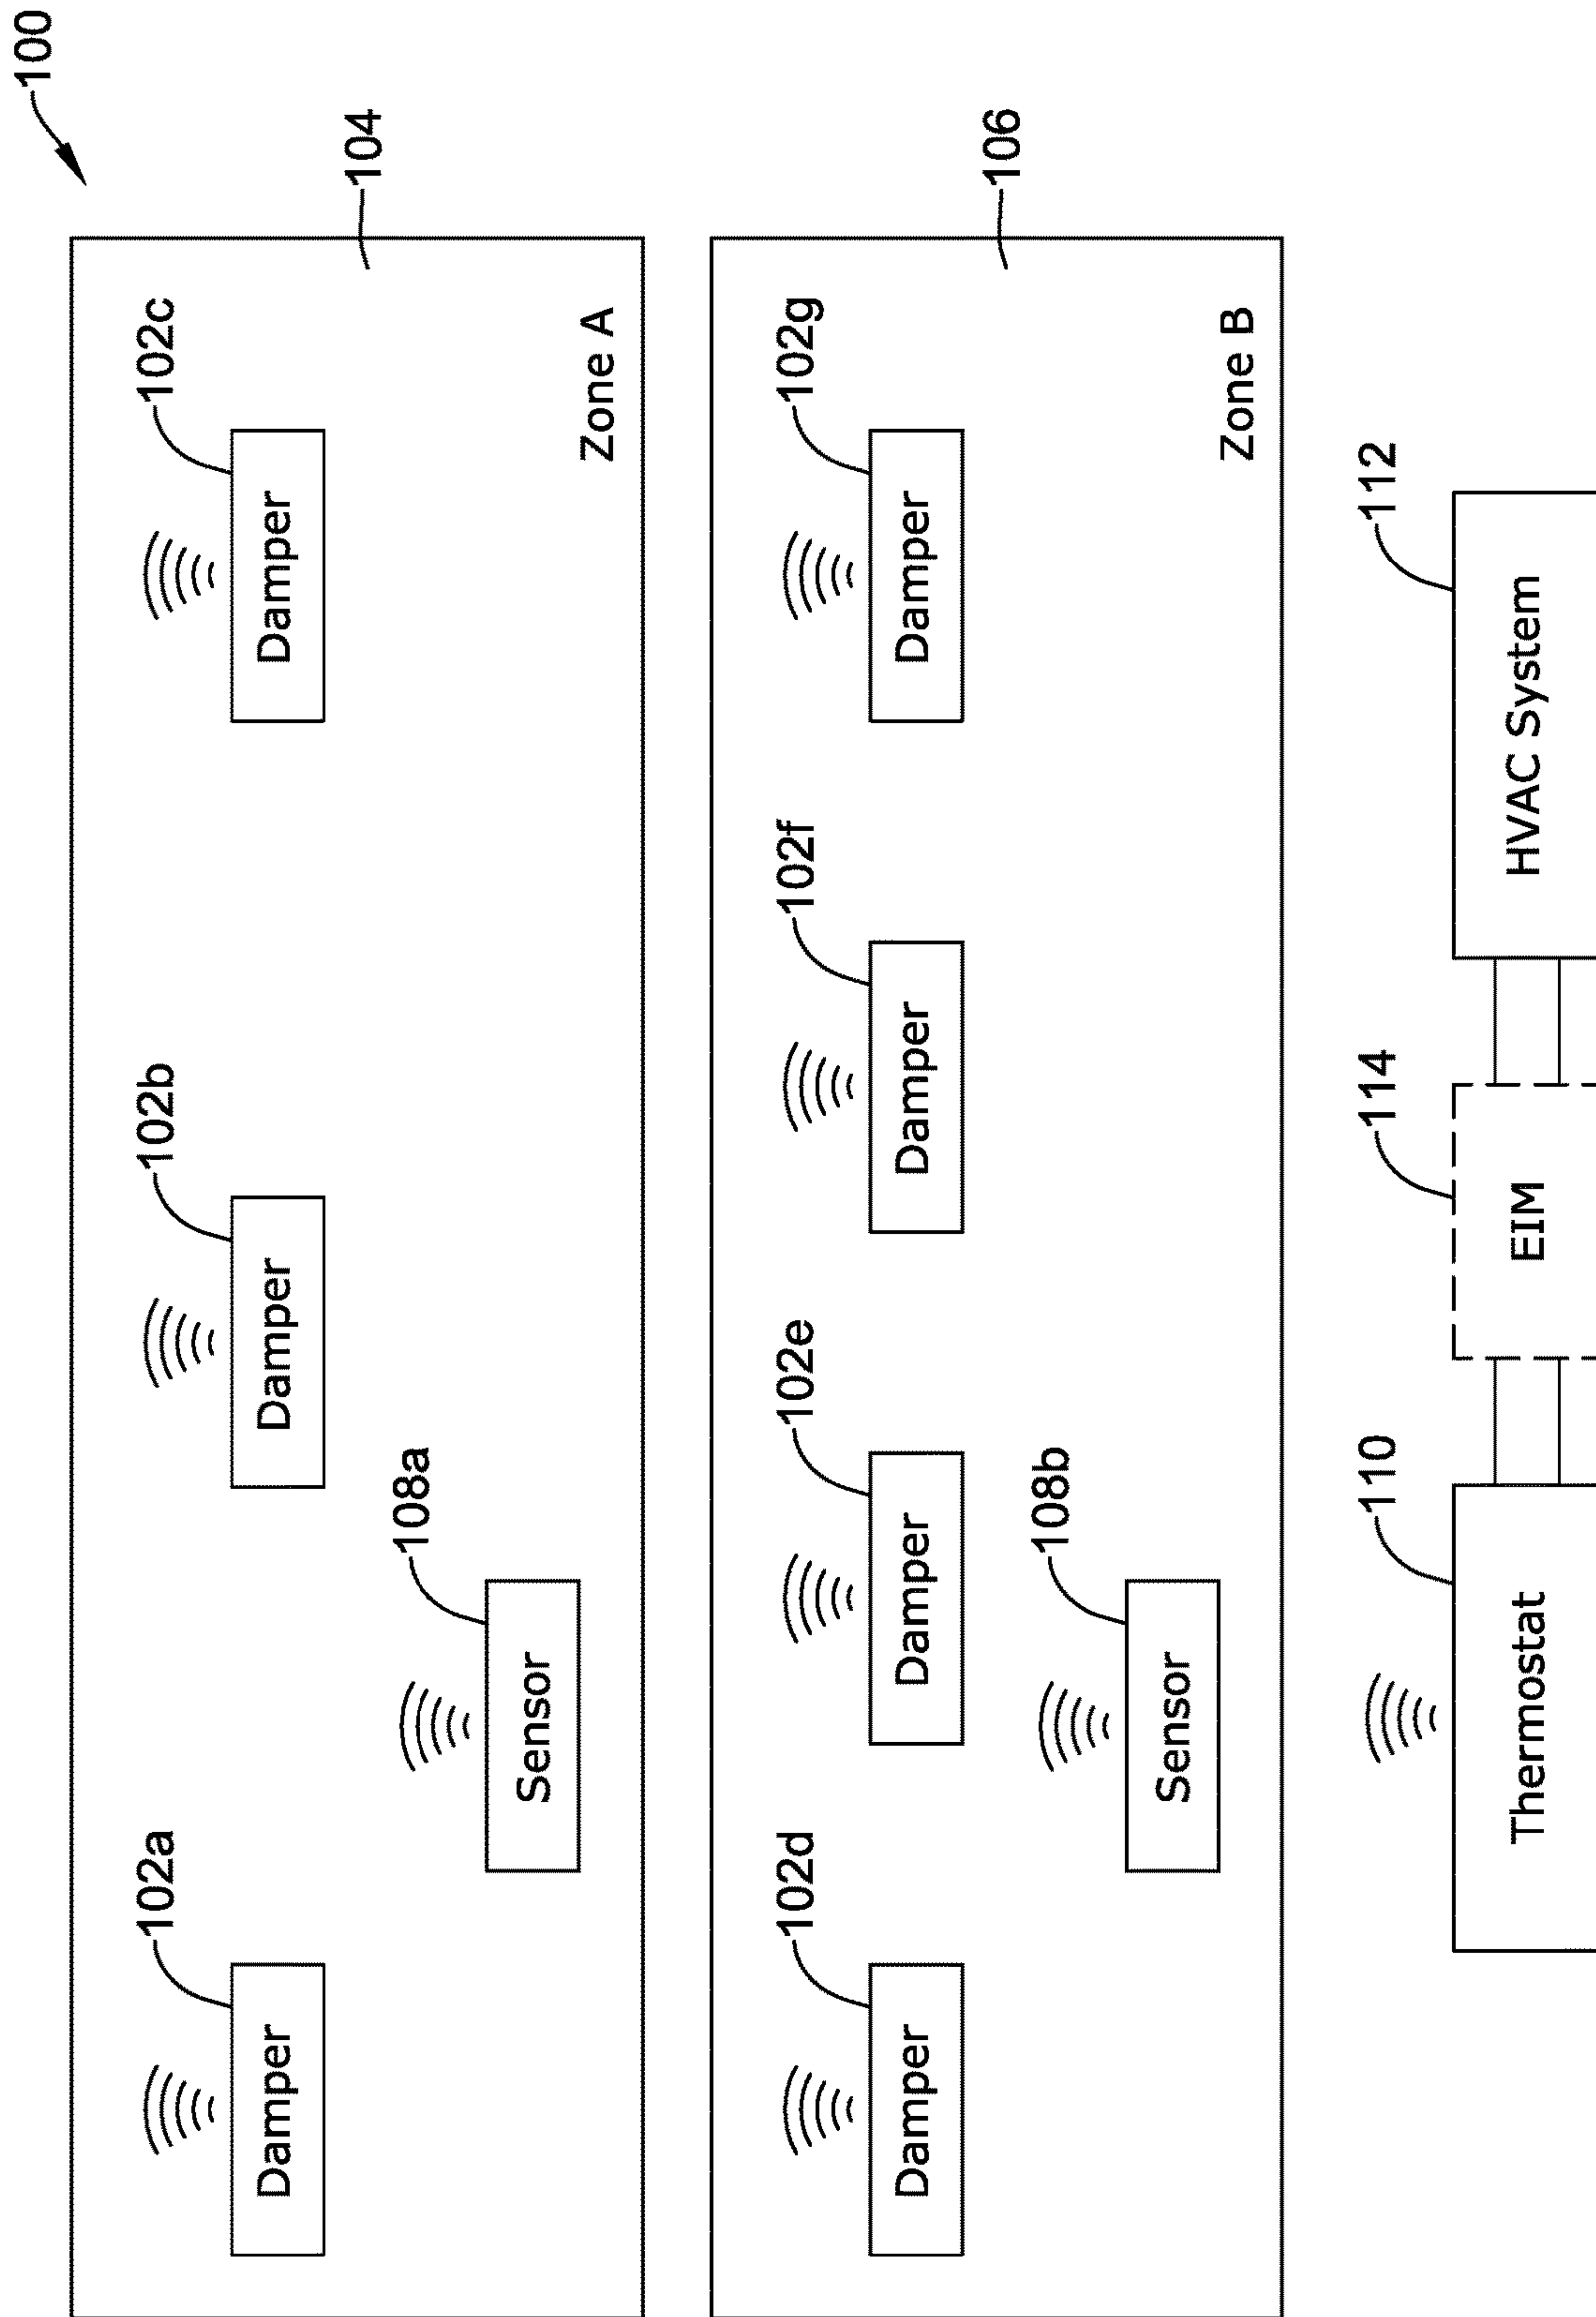 100
102a
102b
102c
Damper
Damper
Damper
104
108a
Sensor
Zone A
102d
102e
102f
102g
Damper
Damper
Damper
Damper
106
108b
Sensor
Zone B
110
114
112
Thermostat
EIM
HVAC System